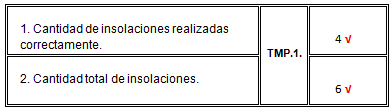 1. Cantidad de insolaciones realizadas
correctamente.
TMP.1.
4 √
2. Cantidad total de insolaciones.
6 √